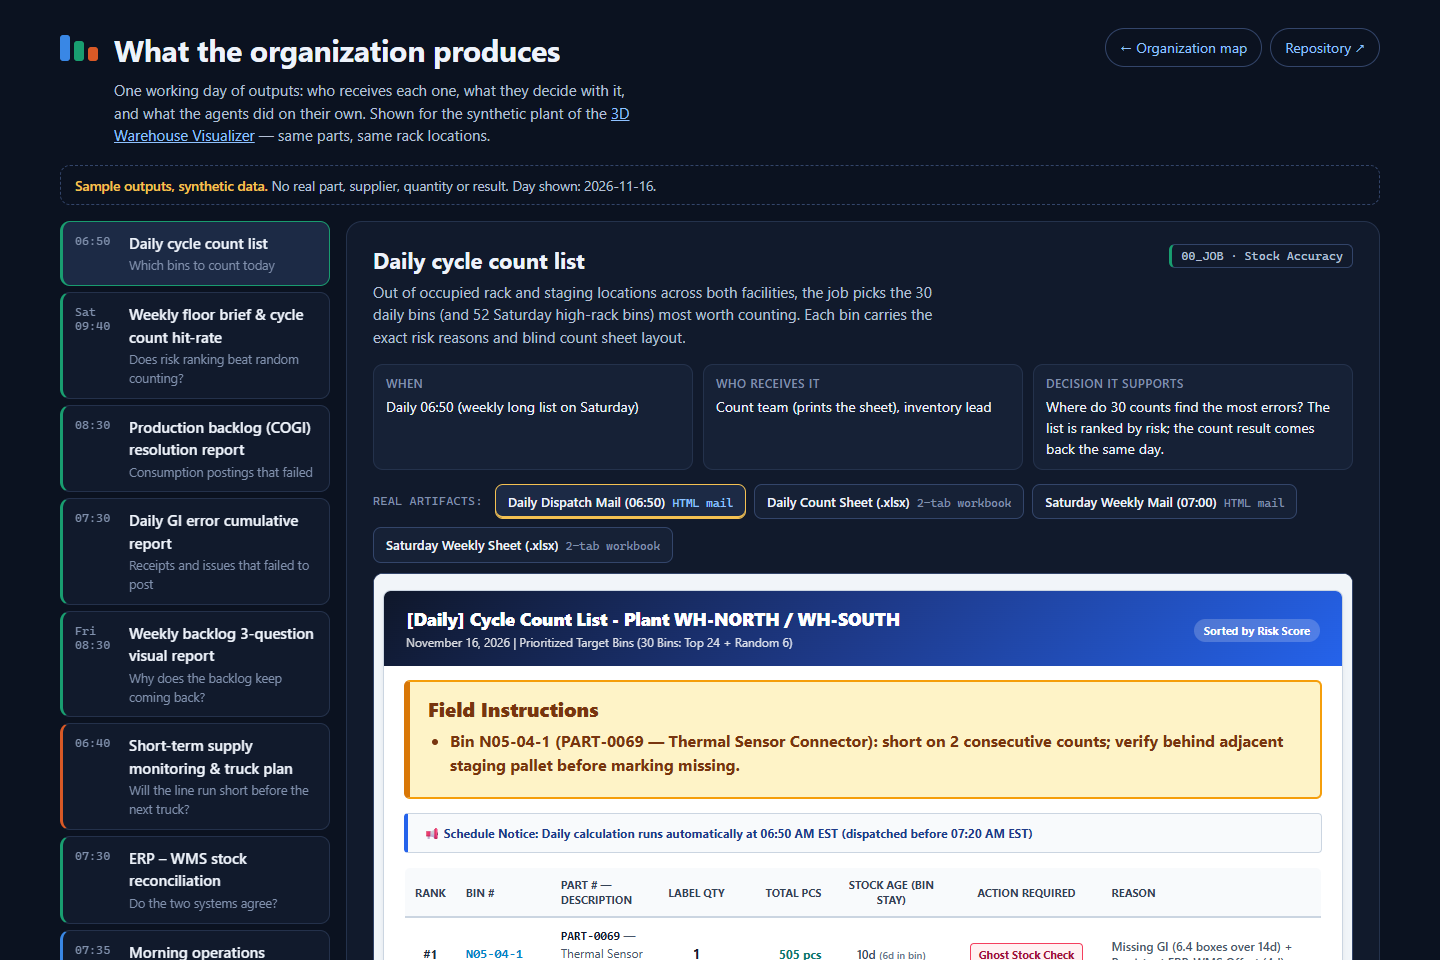 What the organization produces
← Organization map
Repository ↗
One working day of outputs: who receives each one, what they decide with it,
and what the agents did on their own. Shown for the synthetic plant of the 3D
Warehouse Visualizer — same parts, same rack locations.
Sample outputs, synthetic data. No real part, supplier, quantity or result. Day shown: 2026-11-16.
06:50
Daily cycle count list
Which bins to count today
Sat
09:40
Weekly floor brief & cycle
count hit-rate
Does risk ranking beat random
counting?
08:30
Production backlog (COGI)
resolution report
Consumption postings that failed
07:30
Daily GI error cumulative
report
Receipts and issues that failed to
post
Fri
08:30
Weekly backlog 3-question
visual report
Why does the backlog keep
coming back?
06:40
Short-term supply
monitoring & truck plan
Will the line run short before the
next truck?
07:30
ERP – WMS stock
reconciliation
Do the two systems agree?
07:35
Morning operations
Daily cycle count list
00_JOB · Stock Accuracy
Out of occupied rack and staging locations across both facilities, the job picks the 30
daily bins (and 52 Saturday high-rack bins) most worth counting. Each bin carries the
exact risk reasons and blind count sheet layout.
WHEN
Daily 06:50 (weekly long list on Saturday)
WHO RECEIVES IT
Count team (prints the sheet), inventory lead
DECISION IT SUPPORTS
Where do 30 counts find the most errors? The
list is ranked by risk; the count result comes
back the same day.
REAL ARTIFACTS:
Daily Dispatch Mail (06:50) HTML mail
Daily Count Sheet (.xlsx) 2-tab workbook
Saturday Weekly Mail (07:00) HTML mail
Saturday Weekly Sheet (.xlsx) 2-tab workbook
[Daily] Cycle Count List - Plant WH-NORTH / WH-SOUTH
November 16, 2026 | Prioritized Target Bins (30 Bins: Top 24 + Random 6)
Sorted by Risk Score
Field Instructions
• Bin N05-04-1 (PART-0069 — Thermal Sensor Connector): short on 2 consecutive counts; verify behind adjacent
staging pallet before marking missing.
Schedule Notice: Daily calculation runs automatically at 06:50 AM EST (dispatched before 07:20 AM EST)
RANK
BIN #
PART # —
DESCRIPTION
LABEL QTY
TOTAL PCS
STOCK AGE (BIN
STAY)
ACTION REQUIRED
REASON
#1
N05-04-1
PART-0069 —
Thermal Sensor
1
505 pcs
10d (6d in bin)
Ghost Stock Check
Missing GI (6.4 boxes over 14d) +